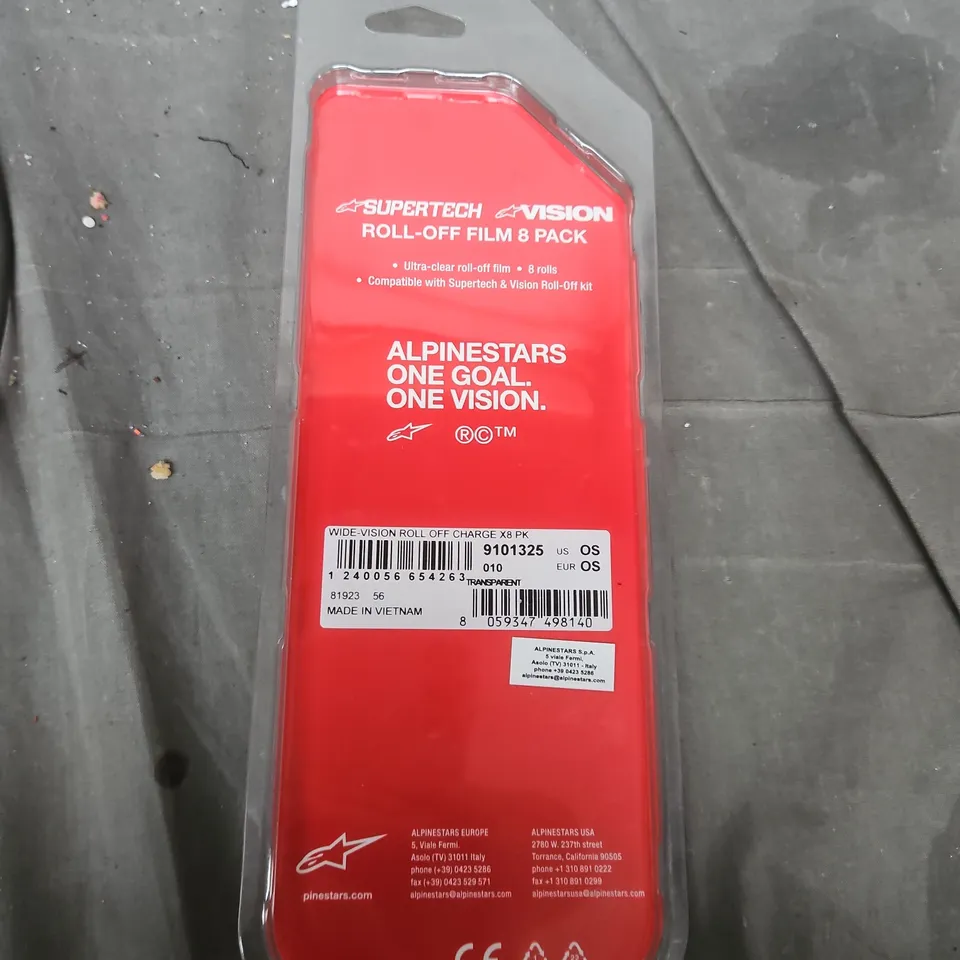 SUPERTECH VISION
ROLL-OFF FILM 8 PACK
• Ultra-clear roll-off film • 8 rolls
• Compatible with Supertech & Vision Roll-Off kit
ALPINESTARS
ONE GOAL.
ONE VISION.
®©™
WIDE-VISION ROLL OFF CHARGE X8 PK
9101325 US OS
010 EUR OS
1 240056 654263 TRANSPARENT
81923 56
MADE IN VIETNAM
8 059347 498140
ALPINESTARS S.p.A.
5 viale Fermi,
Asolo (TV) 31011 - Italy
phone +39 0423 5286
alpinestars@alpinestars.com
pinestars.com
ALPINESTARS EUROPE
5, Viale Fermi.
Asolo (TV) 31011 Italy
phone (+39) 0423 5286
fax (+39) 0423 529 571
alpinestars@alpinestars.com
ALPINESTARS USA
2780 W. 237th street
Torrance, California 90505
phone +1 310 891 0222
fax +1 310 891 0299
alpinestarsusa@alpinestars.com
CE